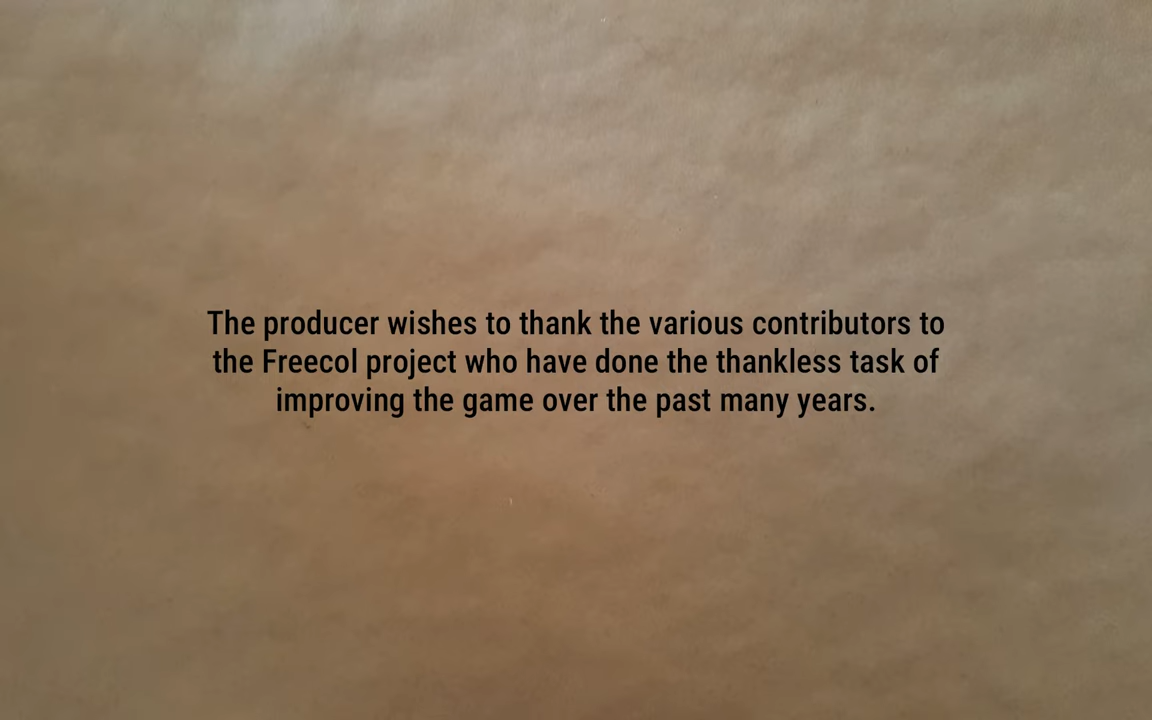 The producer wishes to thank the various contributors to
the Freecol project who have done the thankless task of
improving the game over the past many years.